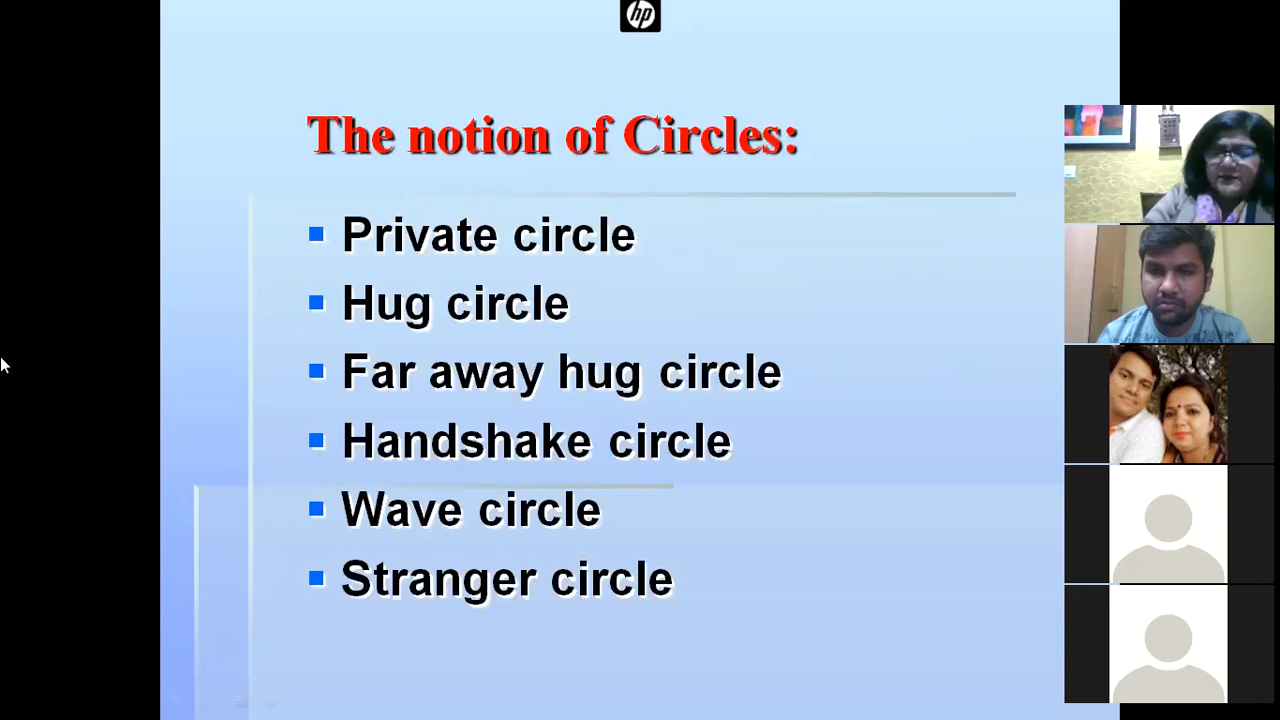 hp
The notion of Circles:
Private circle
Hug circle
Far away hug circle
Handshake circle
Wave circle
Stranger circle